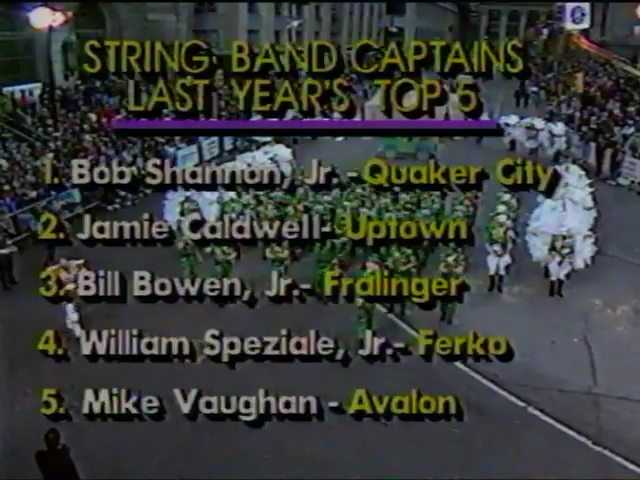 STRING BAND CAPTAINS
LAST YEAR'S TOP 5
1. Bob Shannon, Jr. - Quaker City
2. Jamie Caldwell- Uptown
3. Bill Bowen, Jr.- Fralinger
4. William Speziale, Jr.- Ferko
5. Mike Vaughan - Avalon